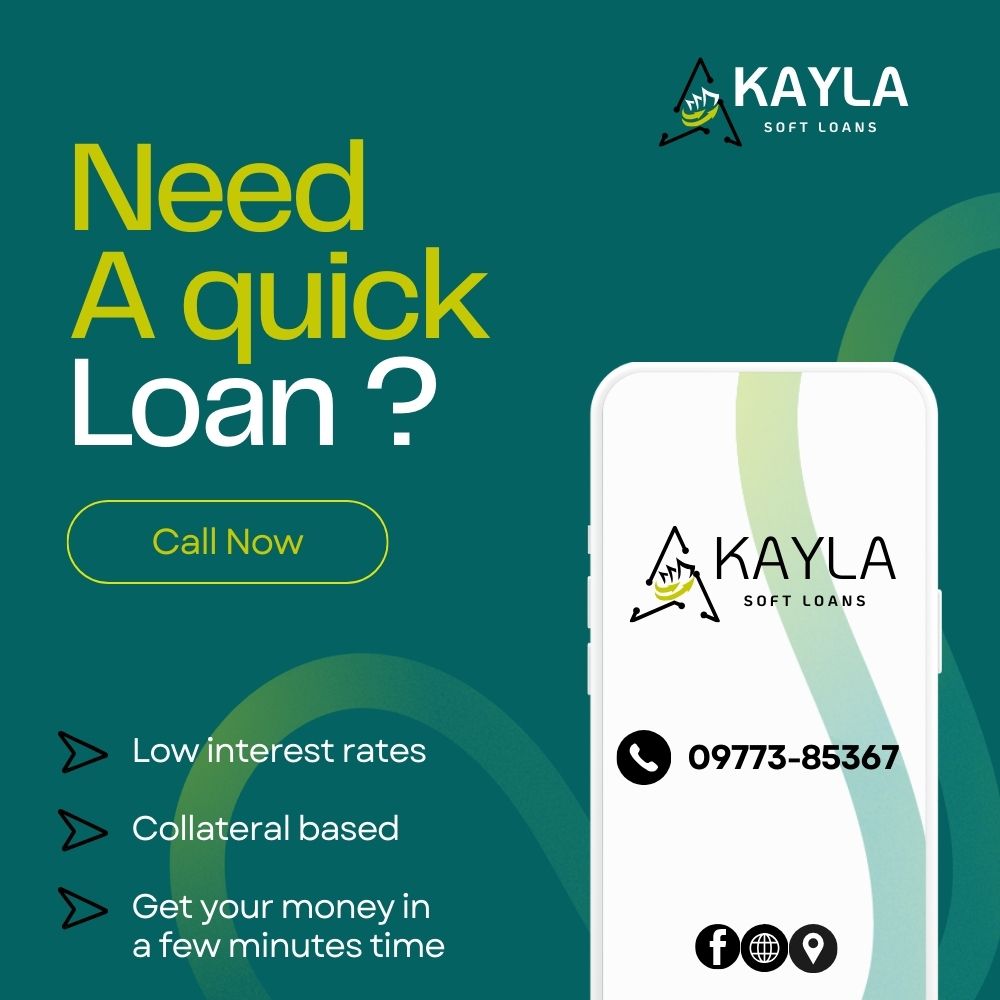 KAYLA
SOFT LOANS
Need
A quick
Loan ?
Call Now
KAYLA
SOFT LOANS
09773-85367
Low interest rates
Collateral based
Get your money in
a few minutes time